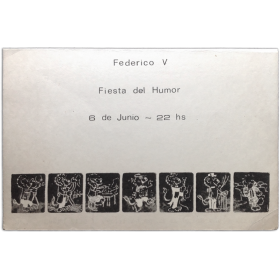 Federico V
Fiesta del Humor
6 de Junio ~ 22 hs